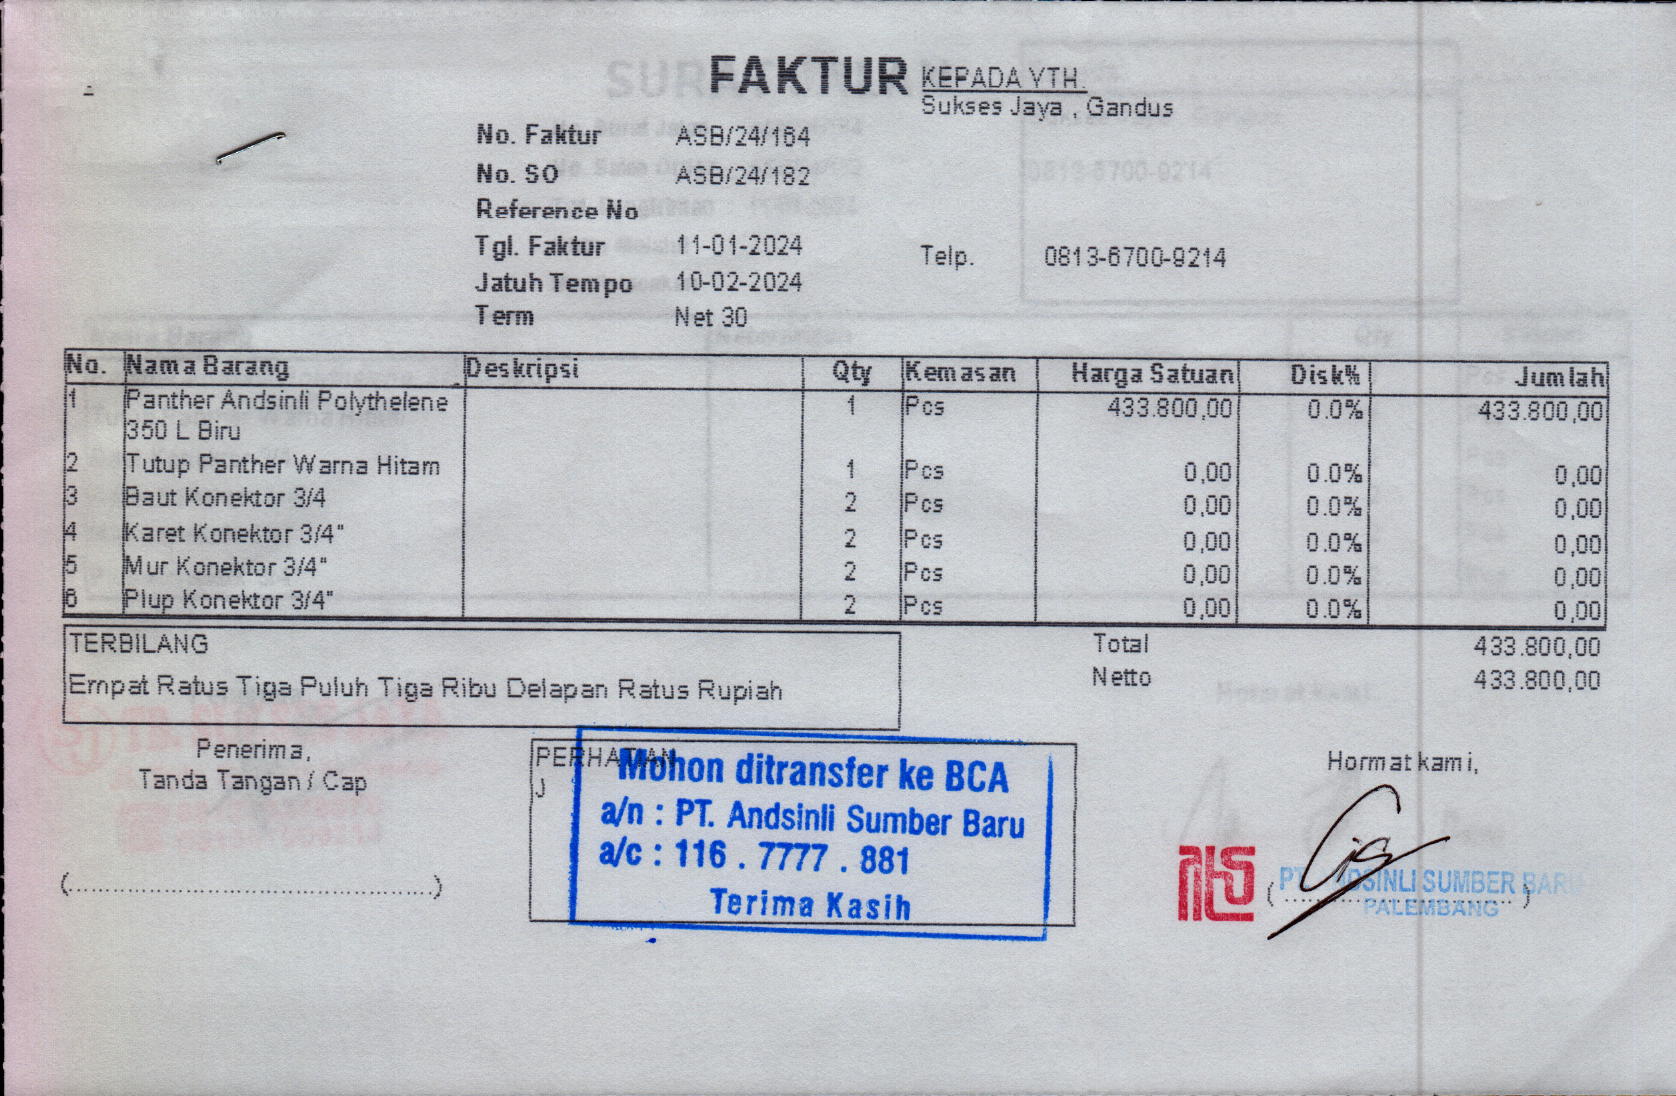 FAKTUR
KEPADA YTH.
Sukses Jaya , Gandus
No. Faktur ASB/24/164
No. SO ASB/24/182
Reference No
Tgl. Faktur 11-01-2024
Telp. 0813-6700-9214
Jatuh Tempo 10-02-2024
Term Net 30
No. Nama Barang Deskripsi Qty Kemasan Harga Satuan Disk% Jumlah
1 Panther Andsinli Polythelene 1 Pcs 433.800,00 0.0% 433.800,00
350 L Biru
2 Tutup Panther Warna Hitam 1 Pcs 0,00 0.0% 0,00
3 Baut Konektor 3/4 2 Pcs 0,00 0.0% 0,00
4 Karet Konektor 3/4" 2 Pcs 0,00 0.0% 0,00
5 Mur Konektor 3/4" 2 Pcs 0,00 0.0% 0,00
6 Plup Konektor 3/4" 2 Pcs 0,00 0.0% 0,00
TERBILANG
Empat Ratus Tiga Puluh Tiga Ribu Delapan Ratus Rupiah
Total 433.800,00
Netto 433.800,00
Penerima,
Tanda Tangan / Cap
(............................................)
PERHATIAN
J
Mohon ditransfer ke BCA
a/n : PT. Andsinli Sumber Baru
a/c : 116 . 7777 . 881
Terima Kasih
Hormat kami,
PT. ANDSINLI SUMBER BARU
PALEMBANG